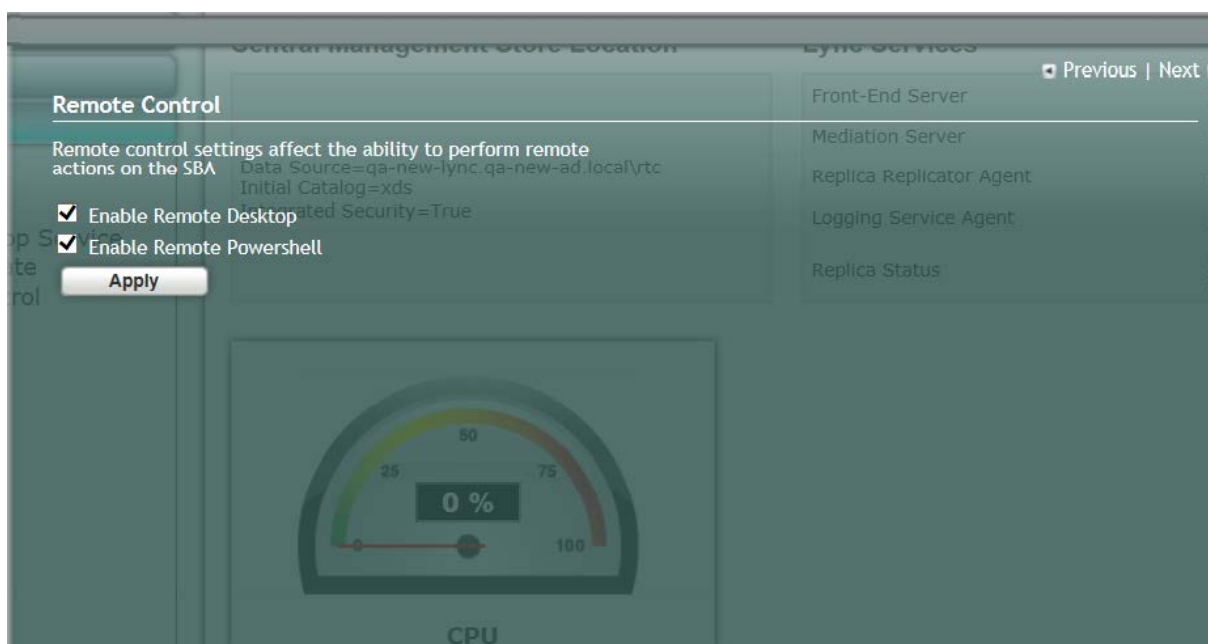 Central Management Store Location
Lync Services
Previous | Next
Remote Control
Remote control settings affect the ability to perform remote
actions on the SBA
Enable Remote Desktop
Enable Remote Powershell
Apply
Data Source=qa-new-lync.qa-new-ad.local\rtc
Initial Catalog=xds
Integrated Security=True
Front-End Server
Mediation Server
Replica Replicator Agent
Logging Service Agent
Replica Status
0
25
50
75
100
0 %
CPU